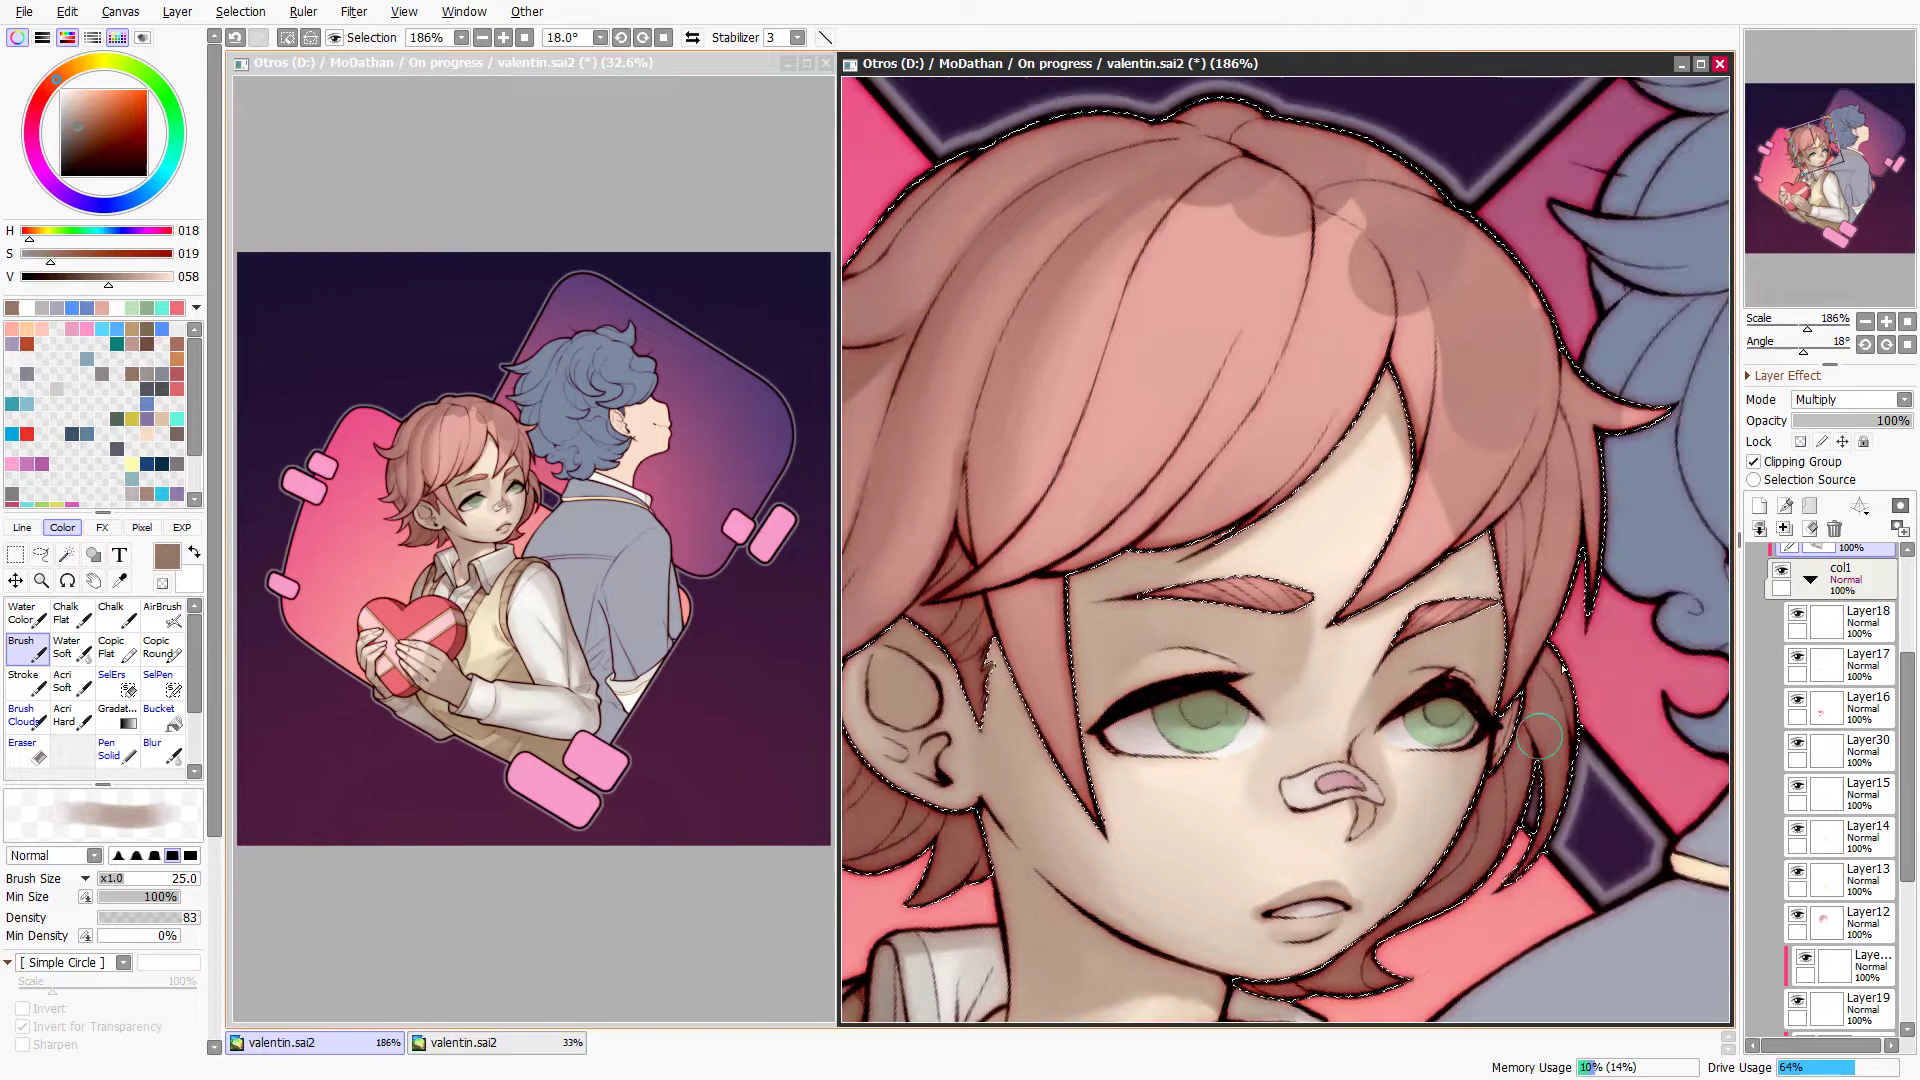 File Edit Canvas Layer Selection Ruler Filter View Window Other
Selection 186% 18.0° Stabilizer 3
Otros (D:) / MoDathan / On progress / valentin.sai2 (*) (32.6%)
Otros (D:) / MoDathan / On progress / valentin.sai2 (*) (186%)
H 018
S 019
V 058
Line Color FX Pixel EXP
T
Water Color Chalk Flat Chalk AirBrush
Brush Water Soft Copic Flat Copic Round
Stroke Acri Soft SelErs SelPen
Brush Clouds Acri Hard Gradat... Bucket
Eraser Pen Solid Blur
Normal
Brush Size x1.0 25.0
Min Size 100%
Density 83
Min Density 0%
[ Simple Circle ]
Scale 100%
Invert
Invert for Transparency
Sharpen
valentin.sai2 186%
valentin.sai2 33%
Scale 186%
Angle 18°
Layer Effect
Mode Multiply
Opacity 100%
Lock
Clipping Group
Selection Source
100%
col1
Normal
100%
Layer18
Normal
100%
Layer17
Normal
100%
Layer16
Normal
100%
Layer30
Normal
100%
Layer15
Normal
100%
Layer14
Normal
100%
Layer13
Normal
100%
Layer12
Normal
100%
Laye...
Normal
100%
Layer19
Normal
100%
Memory Usage 10% (14%) Drive Usage 64%